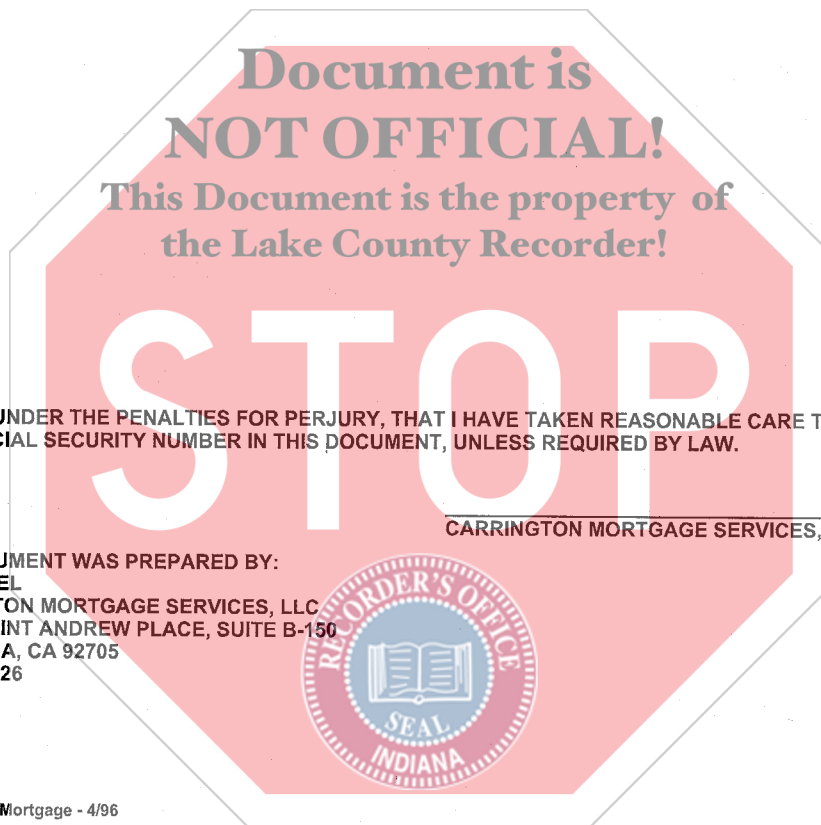 Document is
NOT OFFICIAL!
This Document is the property of
the Lake County Recorder!
STOP
UNDER THE PENALTIES FOR PERJURY, THAT I HAVE TAKEN REASONABLE CARE T
CIAL SECURITY NUMBER IN THIS DOCUMENT, UNLESS REQUIRED BY LAW.
CARRINGTON MORTGAGE SERVICES,
UMENT WAS PREPARED BY:
EL
TON MORTGAGE SERVICES, LLC
INT ANDREW PLACE, SUITE B-150
A, CA 92705
26
RECORDER'S OFFICE
SEAL
INDIANA
Mortgage - 4/96